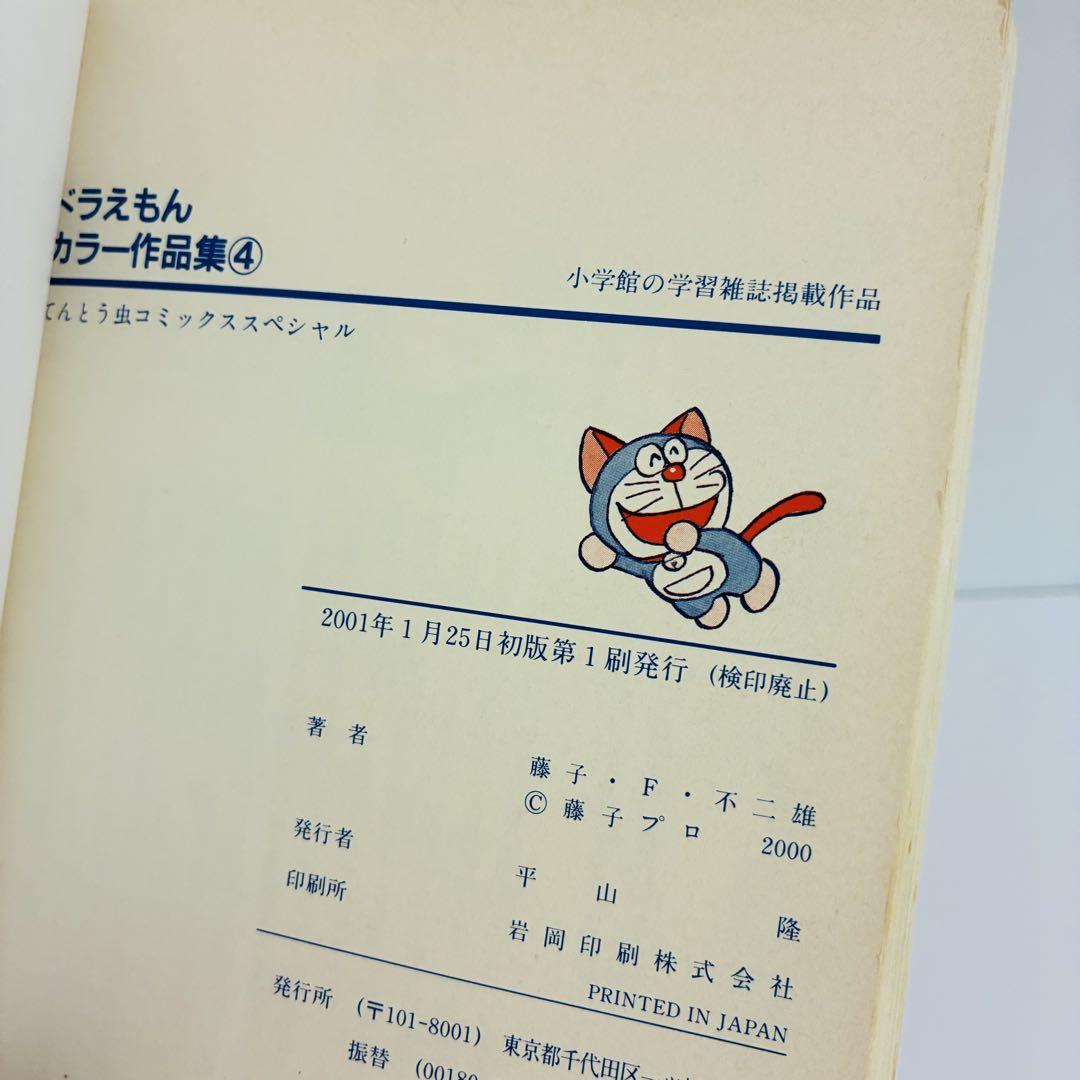 ドラえもん
カラー作品集④
小学館の学習雑誌掲載作品
てんとう虫コミックススペシャル
2001年1月25日初版第1刷発行 (検印廃止)
著者 藤子・F・不二雄
©藤子プロ 2000
発行者 平山 隆
印刷所 岩岡印刷株式会社
PRINTED IN JAPAN
発行所 (〒101-8001) 東京都千代田区一
振替 (00180